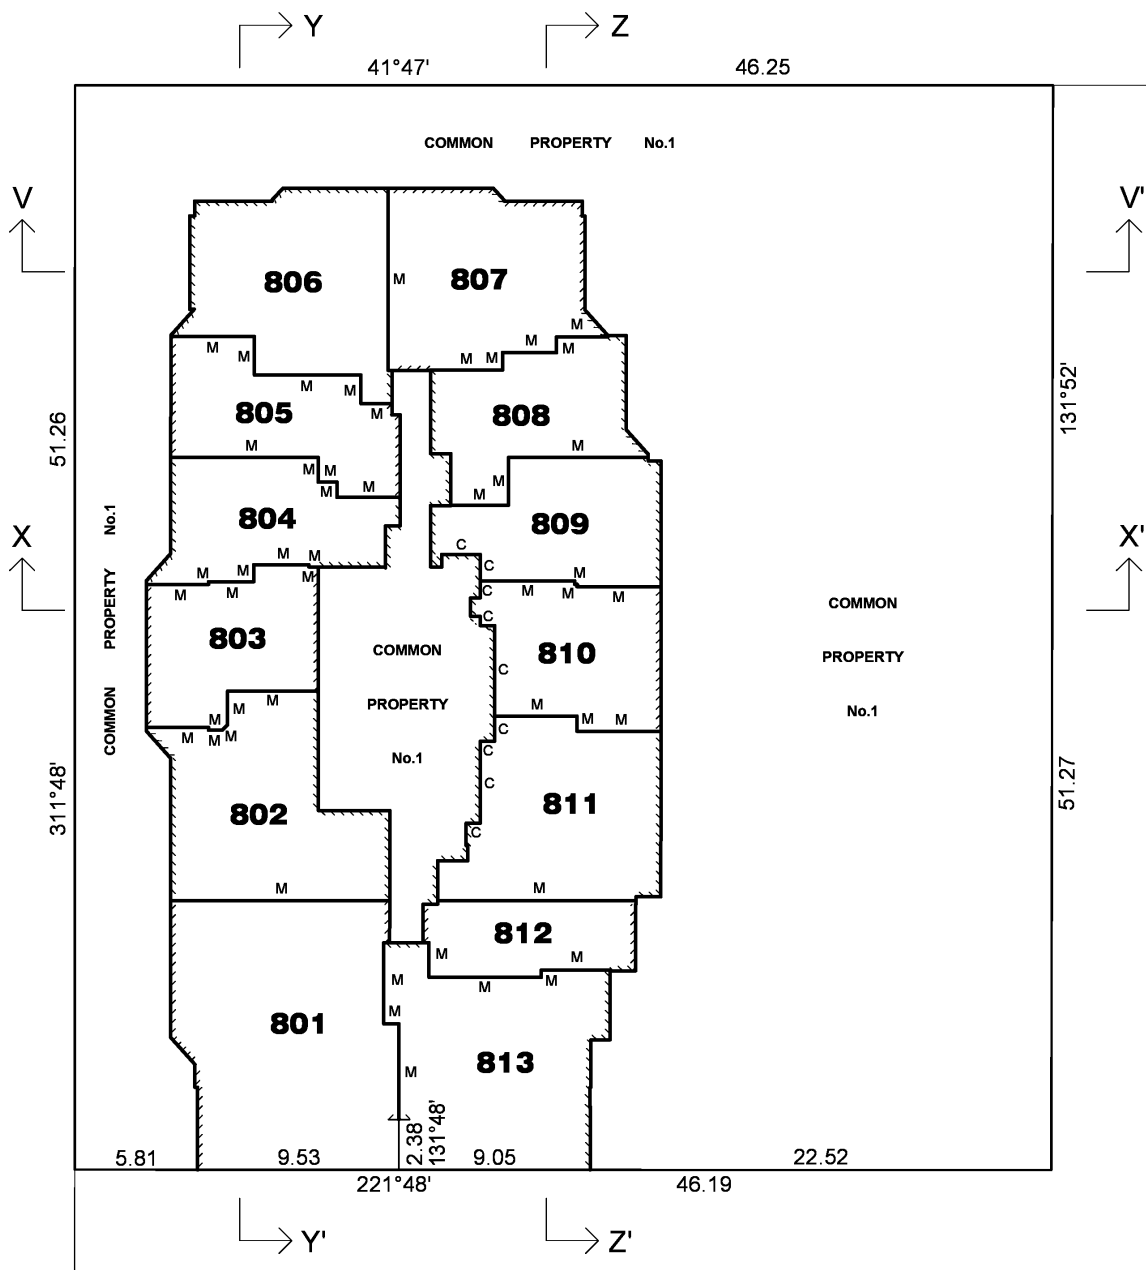 Y
Z
41°47'
46.25
COMMON PROPERTY No.1
V
V'
806
807
M
M
M
M
M
M M
M
M
M
131°52'
805
M
808
51.26
M
M
M M
M
M
M
M
804
809
COMMON PROPERTY No.1
X
X'
C
M
M
M
M
M
C
M
M
M
C
M
M
M
C
803
COMMON
PROPERTY
No.1
810
C
COMMON
PROPERTY
No.1
M
M
M
M
M
M
M
M
M
M
C
C
311°48'
C
51.27
802
811
C
M
M
812
M
M
M
M
M
M
801
813
M
2.38
131°48'
5.81
9.53
9.05
22.52
221°48'
46.19
Y'
Z'